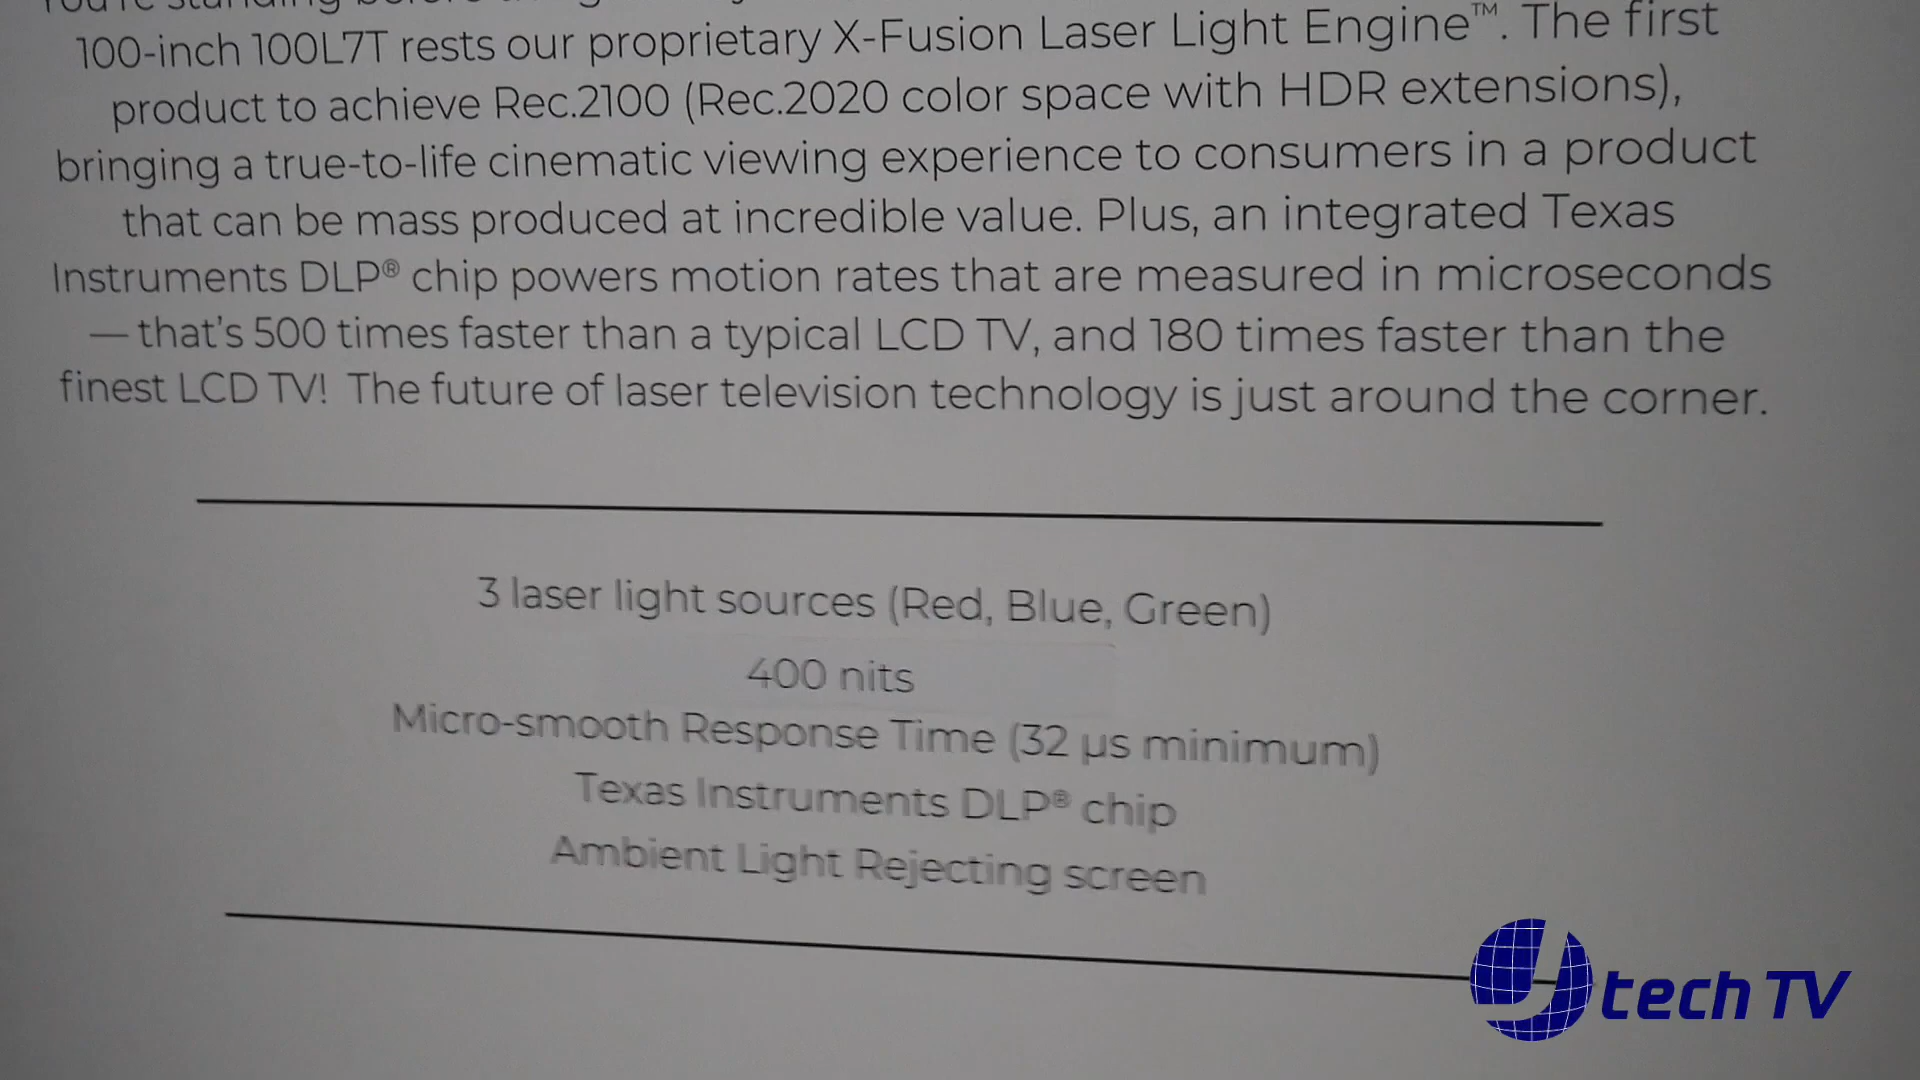 You're standing before
100-inch 100L7T rests our proprietary X-Fusion Laser Light Engine™. The first
product to achieve Rec.2100 (Rec.2020 color space with HDR extensions),
bringing a true-to-life cinematic viewing experience to consumers in a product
that can be mass produced at incredible value. Plus, an integrated Texas
Instruments DLP® chip powers motion rates that are measured in microseconds
—that's 500 times faster than a typical LCD TV, and 180 times faster than the
finest LCD TV! The future of laser television technology is just around the corner.
3 laser light sources (Red, Blue, Green)
400 nits
Micro-smooth Response Time (32 µs minimum)
Texas Instruments DLP® chip
Ambient Light Rejecting screen
tech TV